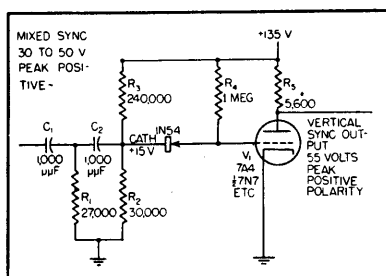 MIXED SYNC
30 TO 50 V
PEAK POSI-
TIVE-
+135 V
R3
240,000
R4
1 MEG
R5
5,600
C1
1,000
μμF
C2
1,000
μμF
CATH
+15 V
1N54
R1
27,000
R2
30,000
V1
7A4
½7N7
ETC
VERTICAL
SYNC OUT-
PUT
55 VOLTS
PEAK
POSITIVE
POLARITY